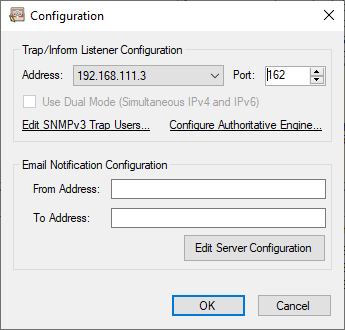 Configuration
Trap/Inform Listener Configuration
Address: 192.168.111.3 Port: 162
Use Dual Mode (Simultaneous IPv4 and IPv6)
Edit SNMPv3 Trap Users... Configure Authoritative Engine...
Email Notification Configuration
From Address:
To Address:
Edit Server Configuration
OK Cancel